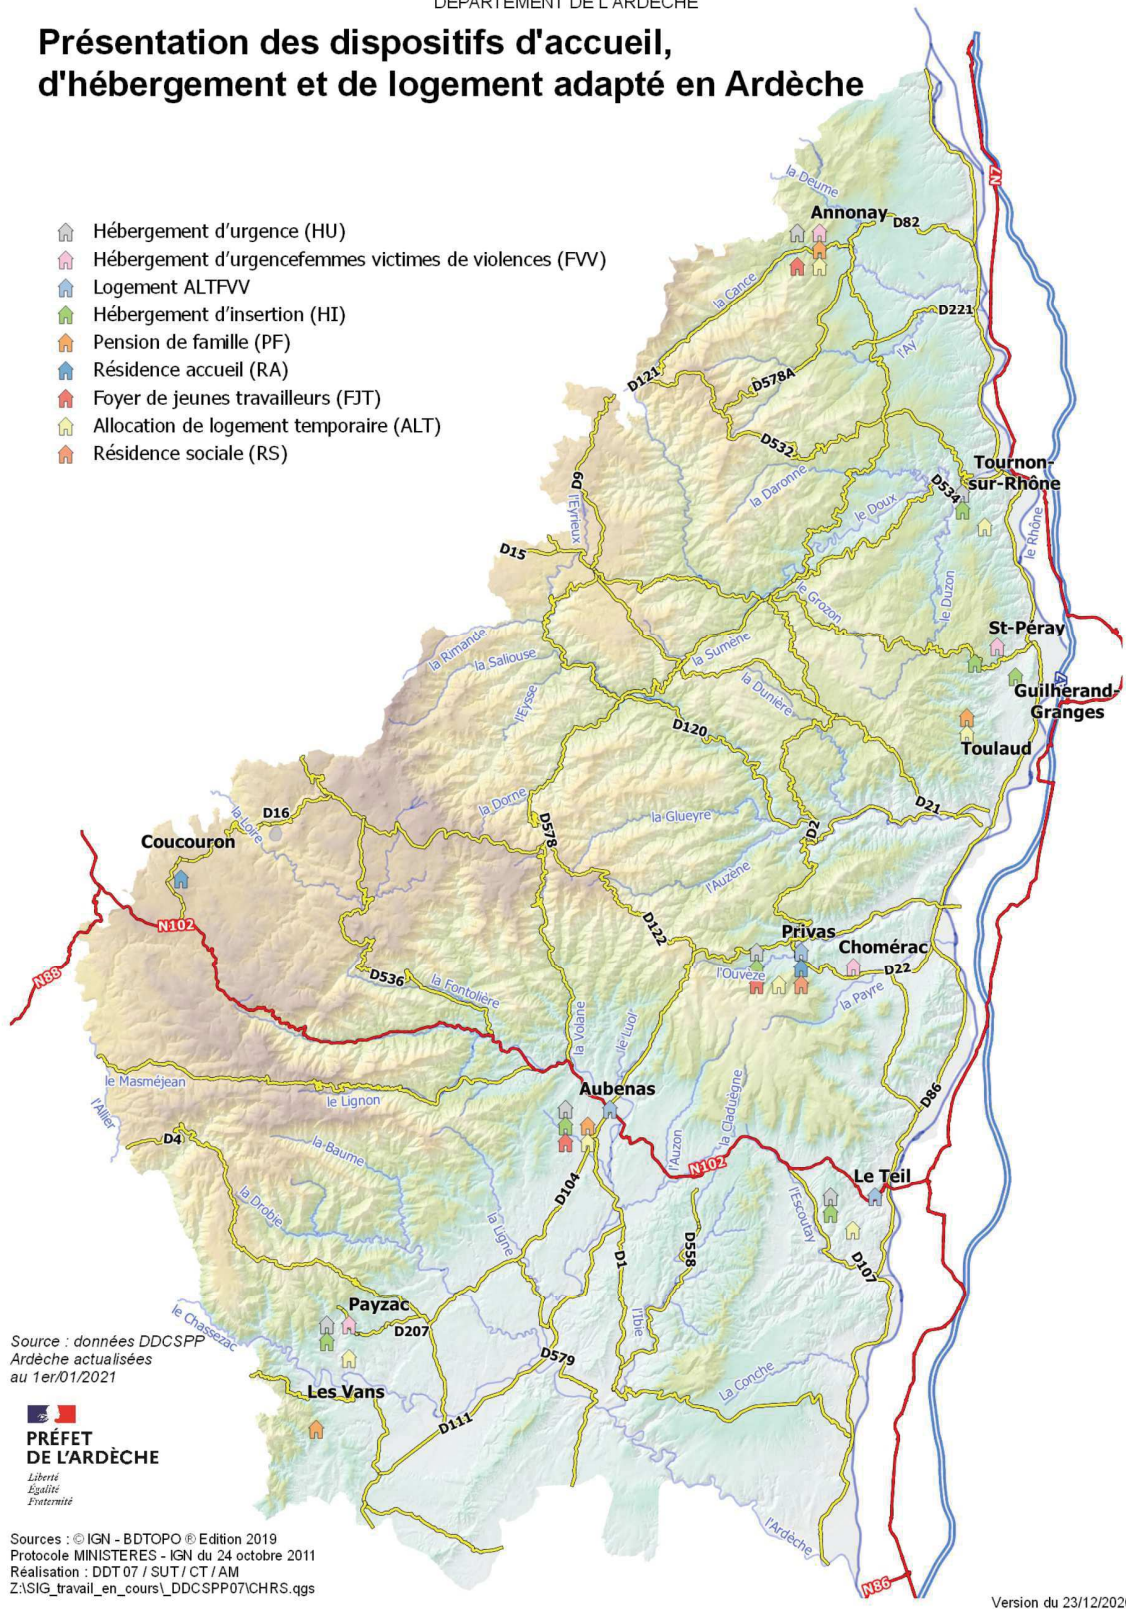 DÉPARTEMENT DE L'ARDÈCHE
Présentation des dispositifs d'accueil,
d'hébergement et de logement adapté en Ardèche
Hébergement d'urgence (HU)
Hébergement d'urgencefemmes victimes de violences (FVV)
Logement ALTFVV
Hébergement d'insertion (HI)
Pension de famille (PF)
Résidence accueil (RA)
Foyer de jeunes travailleurs (FJT)
Allocation de logement temporaire (ALT)
Résidence sociale (RS)
N7
la Deume
Annonay
D82
la Cance
D221
l'Ay
D121
D578A
D532
Tournon-
sur-Rhône
D9
l'Eyrieux
la Daronne
D534
le Doux
le Rhône
D15
le Duzon
le Grozon
St-Péray
la Rimande
la Saliouse
la Sumène
l'Eysse
la Dunière
Guilherand-
Granges
D120
Toulaud
la Dorne
D21
la Loire
D16
D578
la Glueyre
D2
Coucouron
l'Auzène
N102
D122
Privas
Chomérac
N88
D536
la Fontolière
l'Ouvèze
D22
la Payre
la Volane
le Luol
le Masméjean
le Lignon
Aubenas
la Claduègne
D86
l'Allier
D4
la Baume
l'Auzon
N102
Le Teil
D104
la Drobie
l'Escoutay
la Ligne
D1
D558
D107
Payzac
le Chassezac
D207
l'Ibie
Source : données DDCSPP
Ardèche actualisées
au 1er/01/2021
D579
Les Vans
La Conche
D111
PRÉFET
DE L'ARDÈCHE
Liberté
Égalité
Fraternité
l'Ardèche
Sources : © IGN - BDTOPO ® Edition 2019
Protocole MINISTERES - IGN du 24 octobre 2011
Réalisation : DDT 07 / SUT / CT / AM
Z:\SIG_travail_en_cours\_DDCSPP07\CHRS.qgs
N86
Version du 23/12/2020